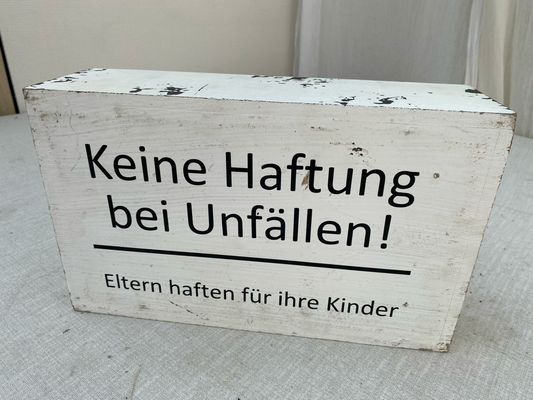 Keine Haftung
bei Unfällen!
Eltern haften für ihre Kinder